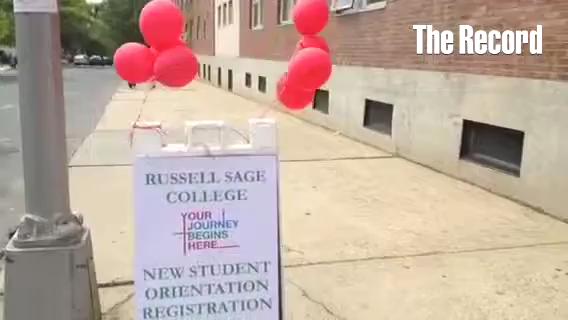 The Record
RUSSELL SAGE
COLLEGE
YOUR
JOURNEY
BEGINS
HERE
NEW STUDENT
ORIENTATION
REGISTRATION